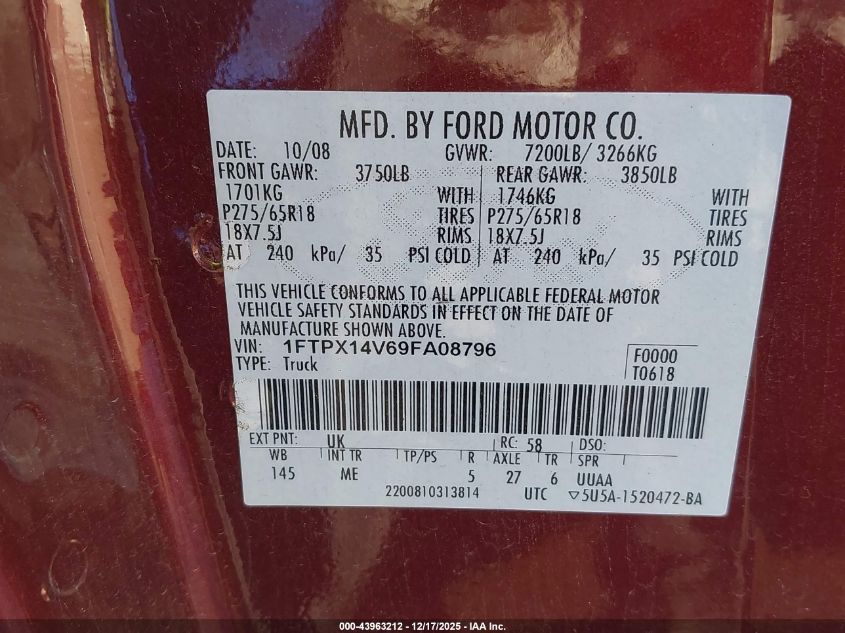 MFD. BY FORD MOTOR CO.
DATE: 10/08 GVWR: 7200LB/ 3266KG
FRONT GAWR: 3750LB REAR GAWR: 3850LB
1701KG WITH 1746KG WITH
P275/65R18 TIRES P275/65R18 TIRES
18X7.5J RIMS 18X7.5J RIMS
AT 240 kPa/ 35 PSI COLD AT 240 kPa/ 35 PSI COLD
THIS VEHICLE CONFORMS TO ALL APPLICABLE FEDERAL MOTOR
VEHICLE SAFETY STANDARDS IN EFFECT ON THE DATE OF
MANUFACTURE SHOWN ABOVE.
VIN: 1FTPX14V69FA08796 F0000
TYPE: Truck T0618
EXT PNT: UK RC: 58 DSO:
WB INT TR TP/PS R AXLE TR SPR
145 ME 5 27 6 UUAA
2200810313814 UTC ▽5U5A-1520472-BA
000-43963212 - 12/17/2025 - IAA Inc.